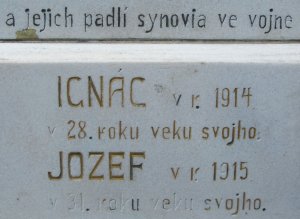 a jejich padlí synovia ve vojne
IGNÁC v r. 1914
v 28. roku veku svojho.
JOZEF v r. 1915
v 31. roku veku svojho.